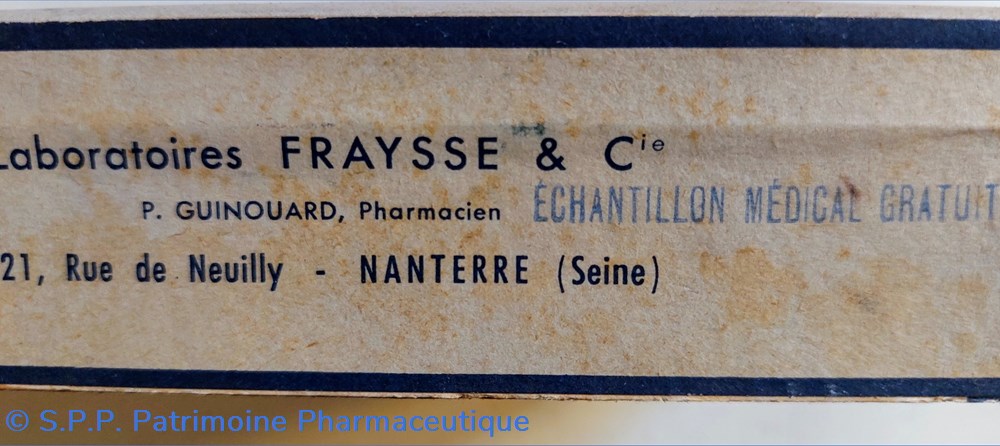 Laboratoires FRAYSSE & Cie
P. GUINOUARD, Pharmacien ÉCHANTILLON MÉDICAL GRATUIT
21, Rue de Neuilly - NANTERRE (Seine)
© S.P.P. Patrimoine Pharmaceutique